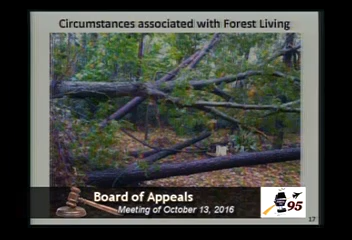 Circumstances associated with Forest Living
Board of Appeals
Meeting of October 13, 2016
95
17